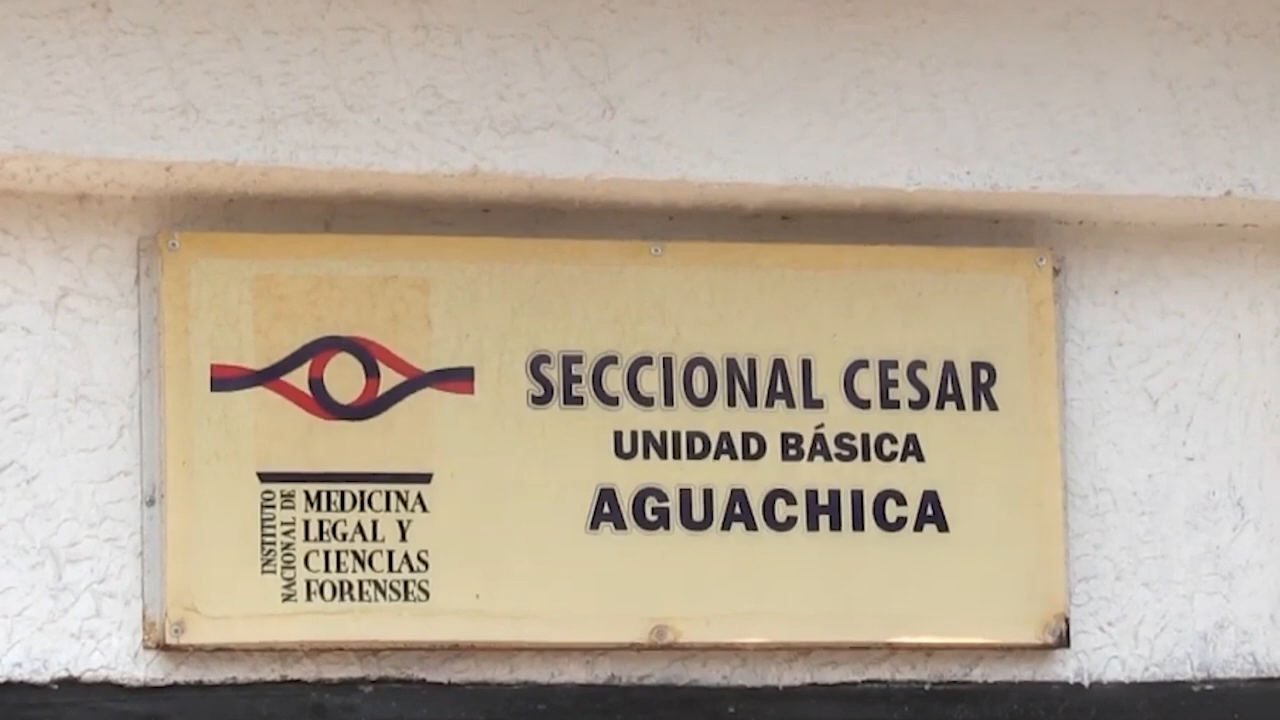 INSTITUTO
NACIONAL DE
MEDICINA
LEGAL Y
CIENCIAS
FORENSES
SECCIONAL CESAR
UNIDAD BÁSICA
AGUACHICA